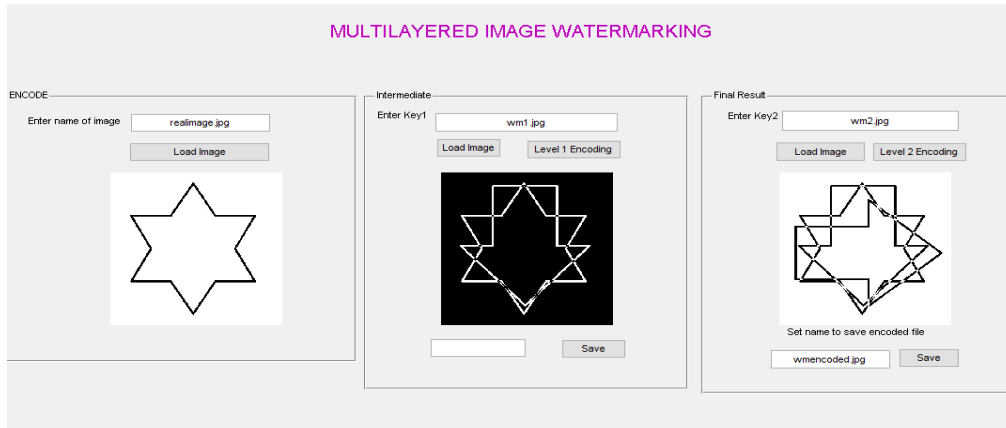 MULTILAYERED IMAGE WATERMARKING
ENCODE
Enter name of image
realimage.jpg
Load Image
Intermediate
Enter Key1
wm1.jpg
Load Image
Level 1 Encoding
Save
Final Result
Enter Key2
wm2.jpg
Load Image
Level 2 Encoding
Set name to save encoded file
wmencoded.jpg
Save